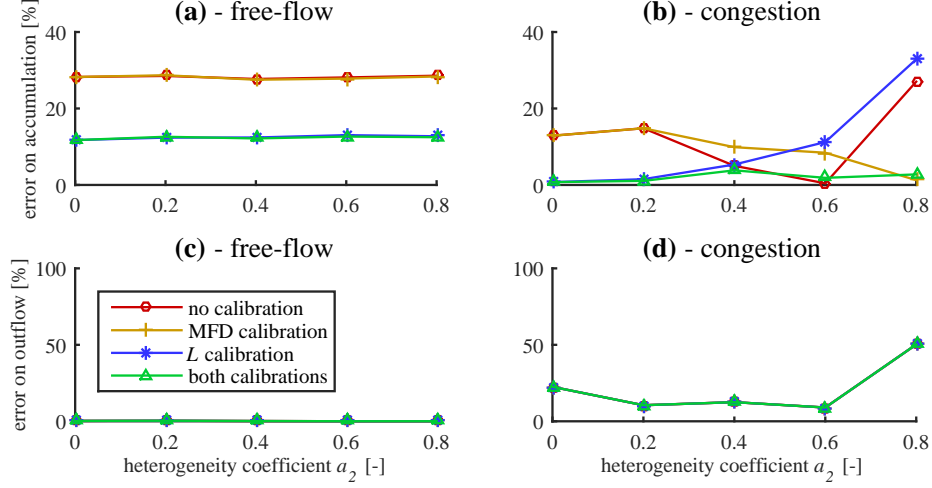 (a) - free-flow
(b) - congestion
error on accumulation [%]
40
20
0
0 0.2 0.4 0.6 0.8
40
20
0
0 0.2 0.4 0.6 0.8
(c) - free-flow
(d) - congestion
error on outflow [%]
100
50
0
no calibration
MFD calibration
L calibration
both calibrations
0 0.2 0.4 0.6 0.8
heterogeneity coefficient a2 [-]
100
50
0
0 0.2 0.4 0.6 0.8
heterogeneity coefficient a2 [-]